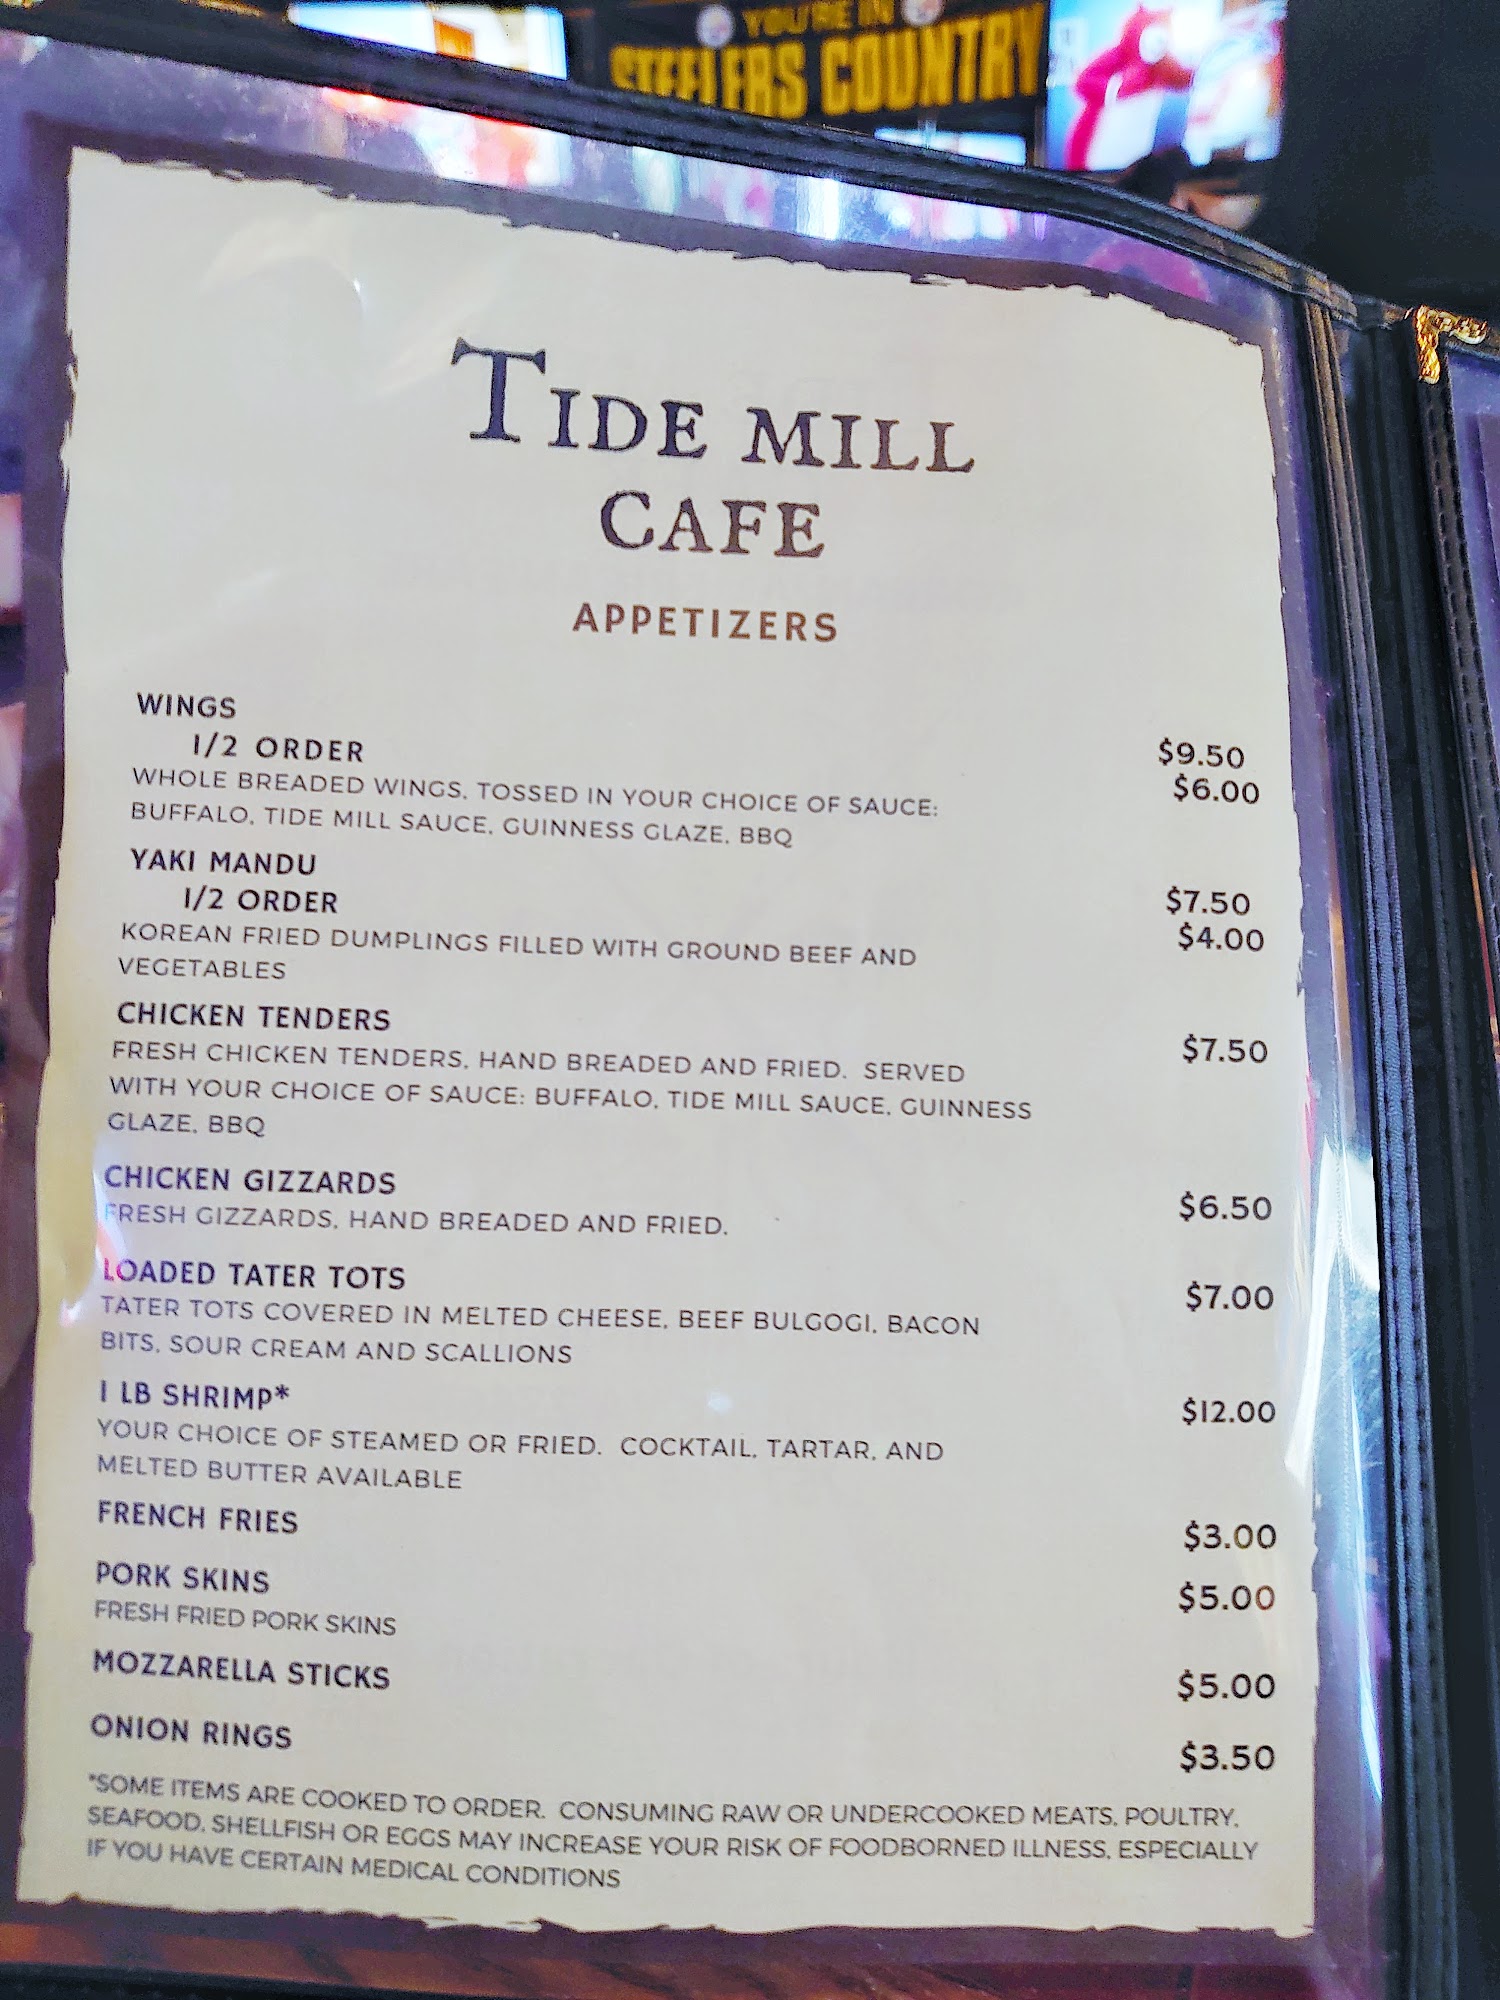 YOU'RE IN
STEELERS COUNTRY
TIDE MILL
CAFE
APPETIZERS
WINGS $9.50
1/2 ORDER $6.00
WHOLE BREADED WINGS, TOSSED IN YOUR CHOICE OF SAUCE:
BUFFALO, TIDE MILL SAUCE, GUINNESS GLAZE, BBQ
YAKI MANDU $7.50
1/2 ORDER $4.00
KOREAN FRIED DUMPLINGS FILLED WITH GROUND BEEF AND
VEGETABLES
CHICKEN TENDERS $7.50
FRESH CHICKEN TENDERS, HAND BREADED AND FRIED. SERVED
WITH YOUR CHOICE OF SAUCE: BUFFALO, TIDE MILL SAUCE, GUINNESS
GLAZE, BBQ
CHICKEN GIZZARDS $6.50
FRESH GIZZARDS, HAND BREADED AND FRIED.
LOADED TATER TOTS $7.00
TATER TOTS COVERED IN MELTED CHEESE, BEEF BULGOGI, BACON
BITS, SOUR CREAM AND SCALLIONS
1 LB SHRIMP* $12.00
YOUR CHOICE OF STEAMED OR FRIED. COCKTAIL, TARTAR, AND
MELTED BUTTER AVAILABLE
FRENCH FRIES $3.00
PORK SKINS $5.00
FRESH FRIED PORK SKINS
MOZZARELLA STICKS $5.00
ONION RINGS $3.50
*SOME ITEMS ARE COOKED TO ORDER. CONSUMING RAW OR UNDERCOOKED MEATS, POULTRY,
SEAFOOD, SHELLFISH OR EGGS MAY INCREASE YOUR RISK OF FOODBORNED ILLNESS, ESPECIALLY
IF YOU HAVE CERTAIN MEDICAL CONDITIONS